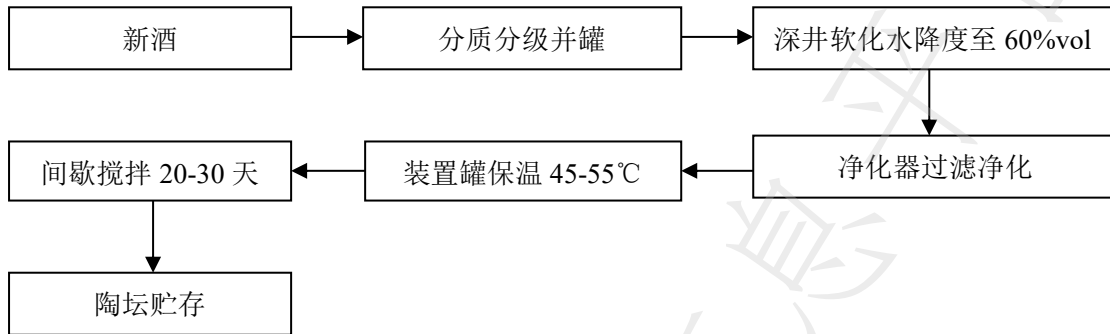 新酒
分质分级并罐
深井软化水降度至 60%vol
净化器过滤净化
装置罐保温 45-55℃
间歇搅拌 20-30 天
陶坛贮存